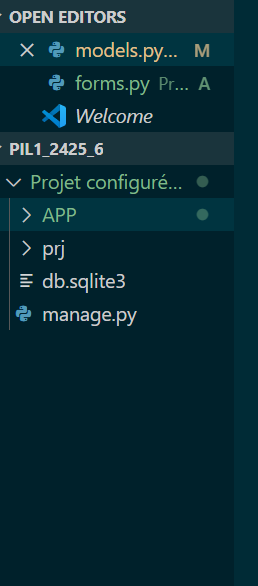 OPEN EDITORS
models.py... M
forms.py Pr... A
Welcome
PIL1_2425_6
Projet configuré...
APP
prj
db.sqlite3
manage.py